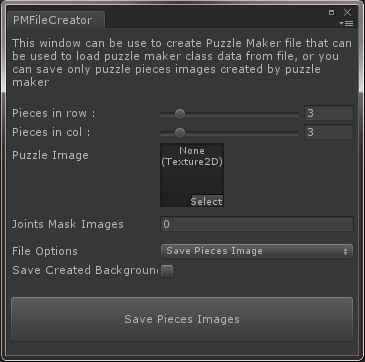 PMFileCreator
This window can be use to create Puzzle Maker file that can
be used to load puzzle maker class data from file, or you
can save only puzzle pieces images created by puzzle
maker
Pieces in row : 3
Pieces in col : 3
Puzzle Image
None
(Texture2D)
Select
Joints Mask Images 0
File Options Save Pieces Image
Save Created Background
Save Pieces Images